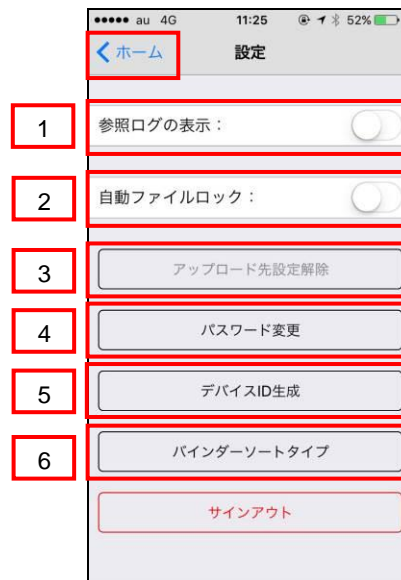 ●●●●● au 4G 11:25 52%
ホーム 設定
1 参照ログの表示：
2 自動ファイルロック：
3 アップロード先設定解除
4 パスワード変更
5 デバイスID生成
6 バインダーソートタイプ
サインアウト